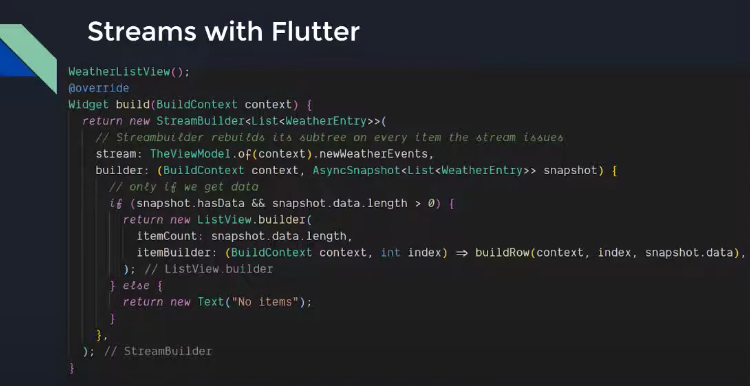 Streams with Flutter
WeatherListView();
@override
Widget build(BuildContext context) {
return new StreamBuilder<List<WeatherEntry>>(
// Streambuilder rebuilds its subtree on every item the stream issues
stream: TheViewModel.of(context).newWeatherEvents,
builder: (BuildContext context, AsyncSnapshot<List<WeatherEntry>> snapshot) {
// only if we get data
if (snapshot.hasData && snapshot.data.length > 0) {
return new ListView.builder(
itemCount: snapshot.data.length,
itemBuilder: (BuildContext context, int index) => buildRow(context, index, snapshot.data),
); // ListView.builder
} else {
return new Text("No items");
}
},
); // StreamBuilder
}